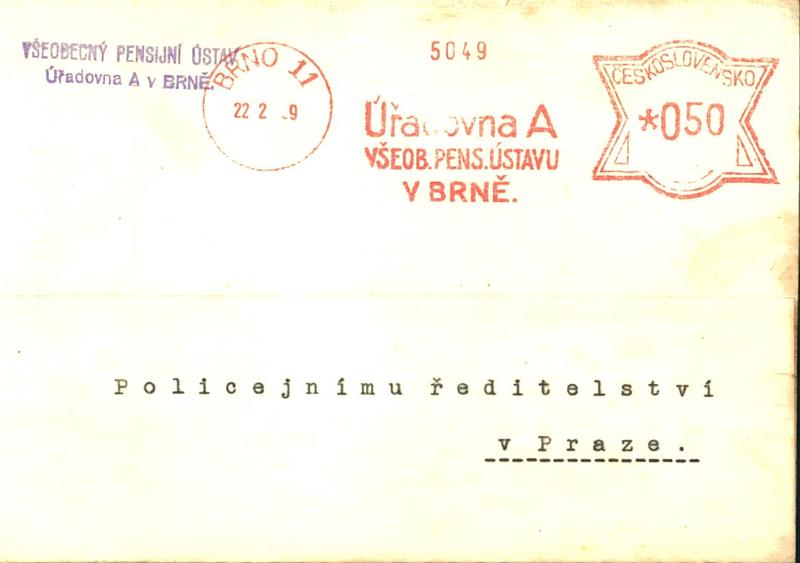 VŠEOBECNÝ PENSIJNÍ ÚSTAV
Úřadovna A v BRNĚ.
BRNO 11
22 2
5049
A
VŠEOB. PENS. ÚSTAVU
V BRNĚ.
ČESKOSLOVENSKO
*050
Policejnímu ředitelství
v Praze.